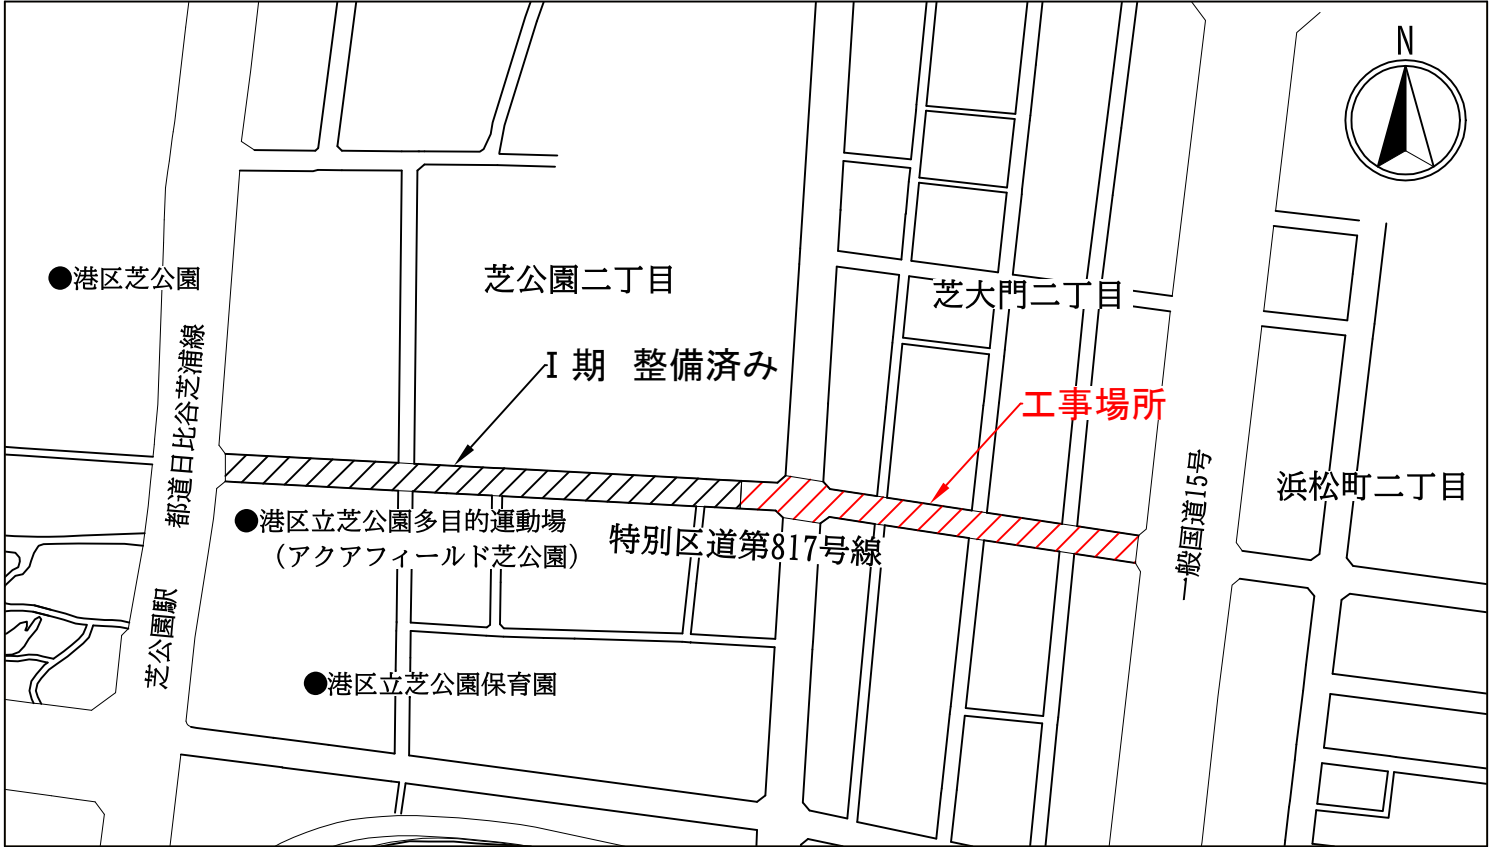 N
●港区芝公園
芝公園二丁目
芝大門二丁目
都道日比谷芝浦線
Ⅰ期 整備済み
工事場所
浜松町二丁目
一般国道15号
●港区立芝公園多目的運動場
(アクアフィールド芝公園)
特別区道第817号線
芝公園駅
●港区立芝公園保育園